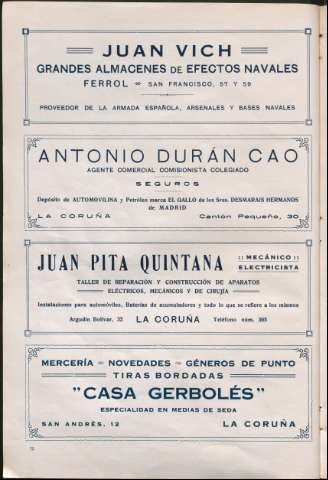 JUAN VICH
GRANDES ALMACENES DE EFECTOS NAVALES
FERROL - SAN FRANCISCO, 57 Y 59
PROVEEDOR DE LA ARMADA ESPAÑOLA, ARSENALES Y BASES NAVALES
ANTONIO DURÁN CAO
AGENTE COMERCIAL COMISIONISTA COLEGIADO
SEGUROS
Depósito de AUTOMOVILINA y Petróleo marca EL GALLO de los Sres. DESMARAIS HERMANOS
de MADRID
LA CORUÑA Cantón Pequeño, 30
JUAN PITA QUINTANA :: MECÁNICO ::
ELECTRICISTA
TALLER DE REPARACIÓN Y CONSTRUCCIÓN DE APARATOS
ELÉCTRICOS, MECÁNICOS Y DE CIRUJÍA
Instalaciones para automóviles, Baterías de acumuladores y todo lo que se refiere a los mismos
Argudín Bolívar, 32 LA CORUÑA Teléfono núm.
MERCERÍA - NOVEDADES - GÉNEROS DE PUNTO
TIRAS BORDADAS
"CASA GERBOLÉS"
ESPECIALIDAD EN MEDIAS DE SEDA
SAN ANDRÉS, 12 LA CORUÑA